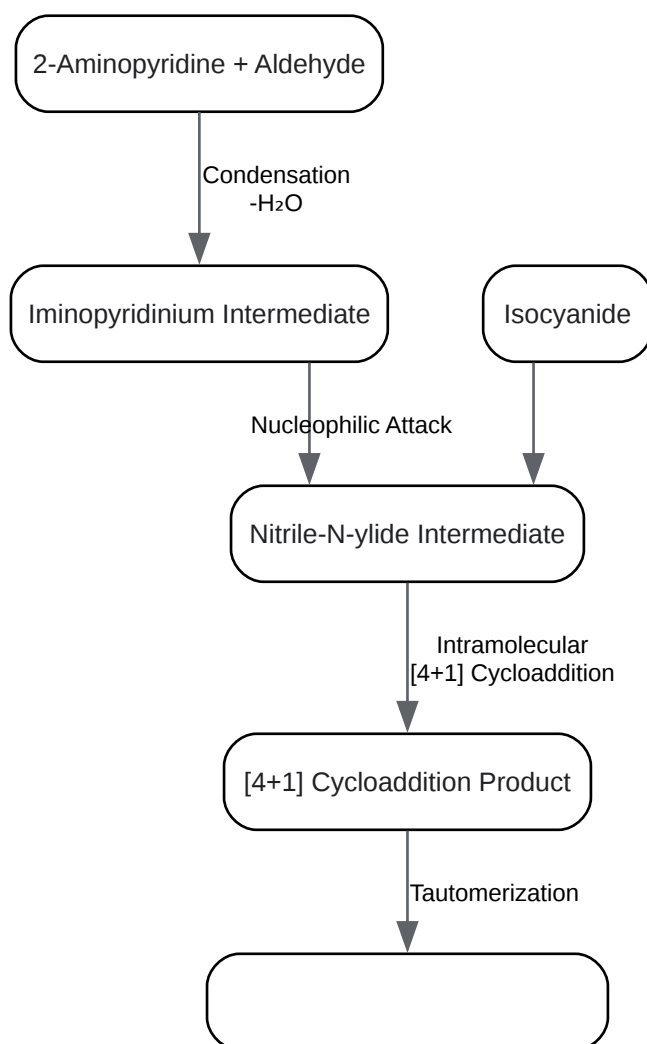 2-Aminopyridine + Aldehyde
Condensation
-H₂O
Iminopyridinium Intermediate
Isocyanide
Nucleophilic Attack
Nitrile-N-ylide Intermediate
Intramolecular
[4+1] Cycloaddition
[4+1] Cycloaddition Product
Tautomerization